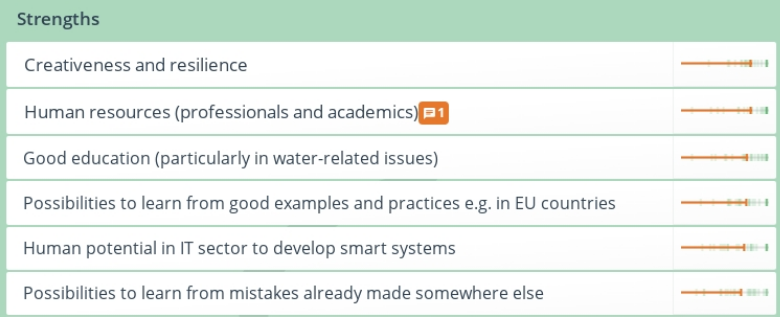 Strengths
Creativeness and resilience
Human resources (professionals and academics) 1
Good education (particularly in water-related issues)
Possibilities to learn from good examples and practices e.g. in EU countries
Human potential in IT sector to develop smart systems
Possibilities to learn from mistakes already made somewhere else